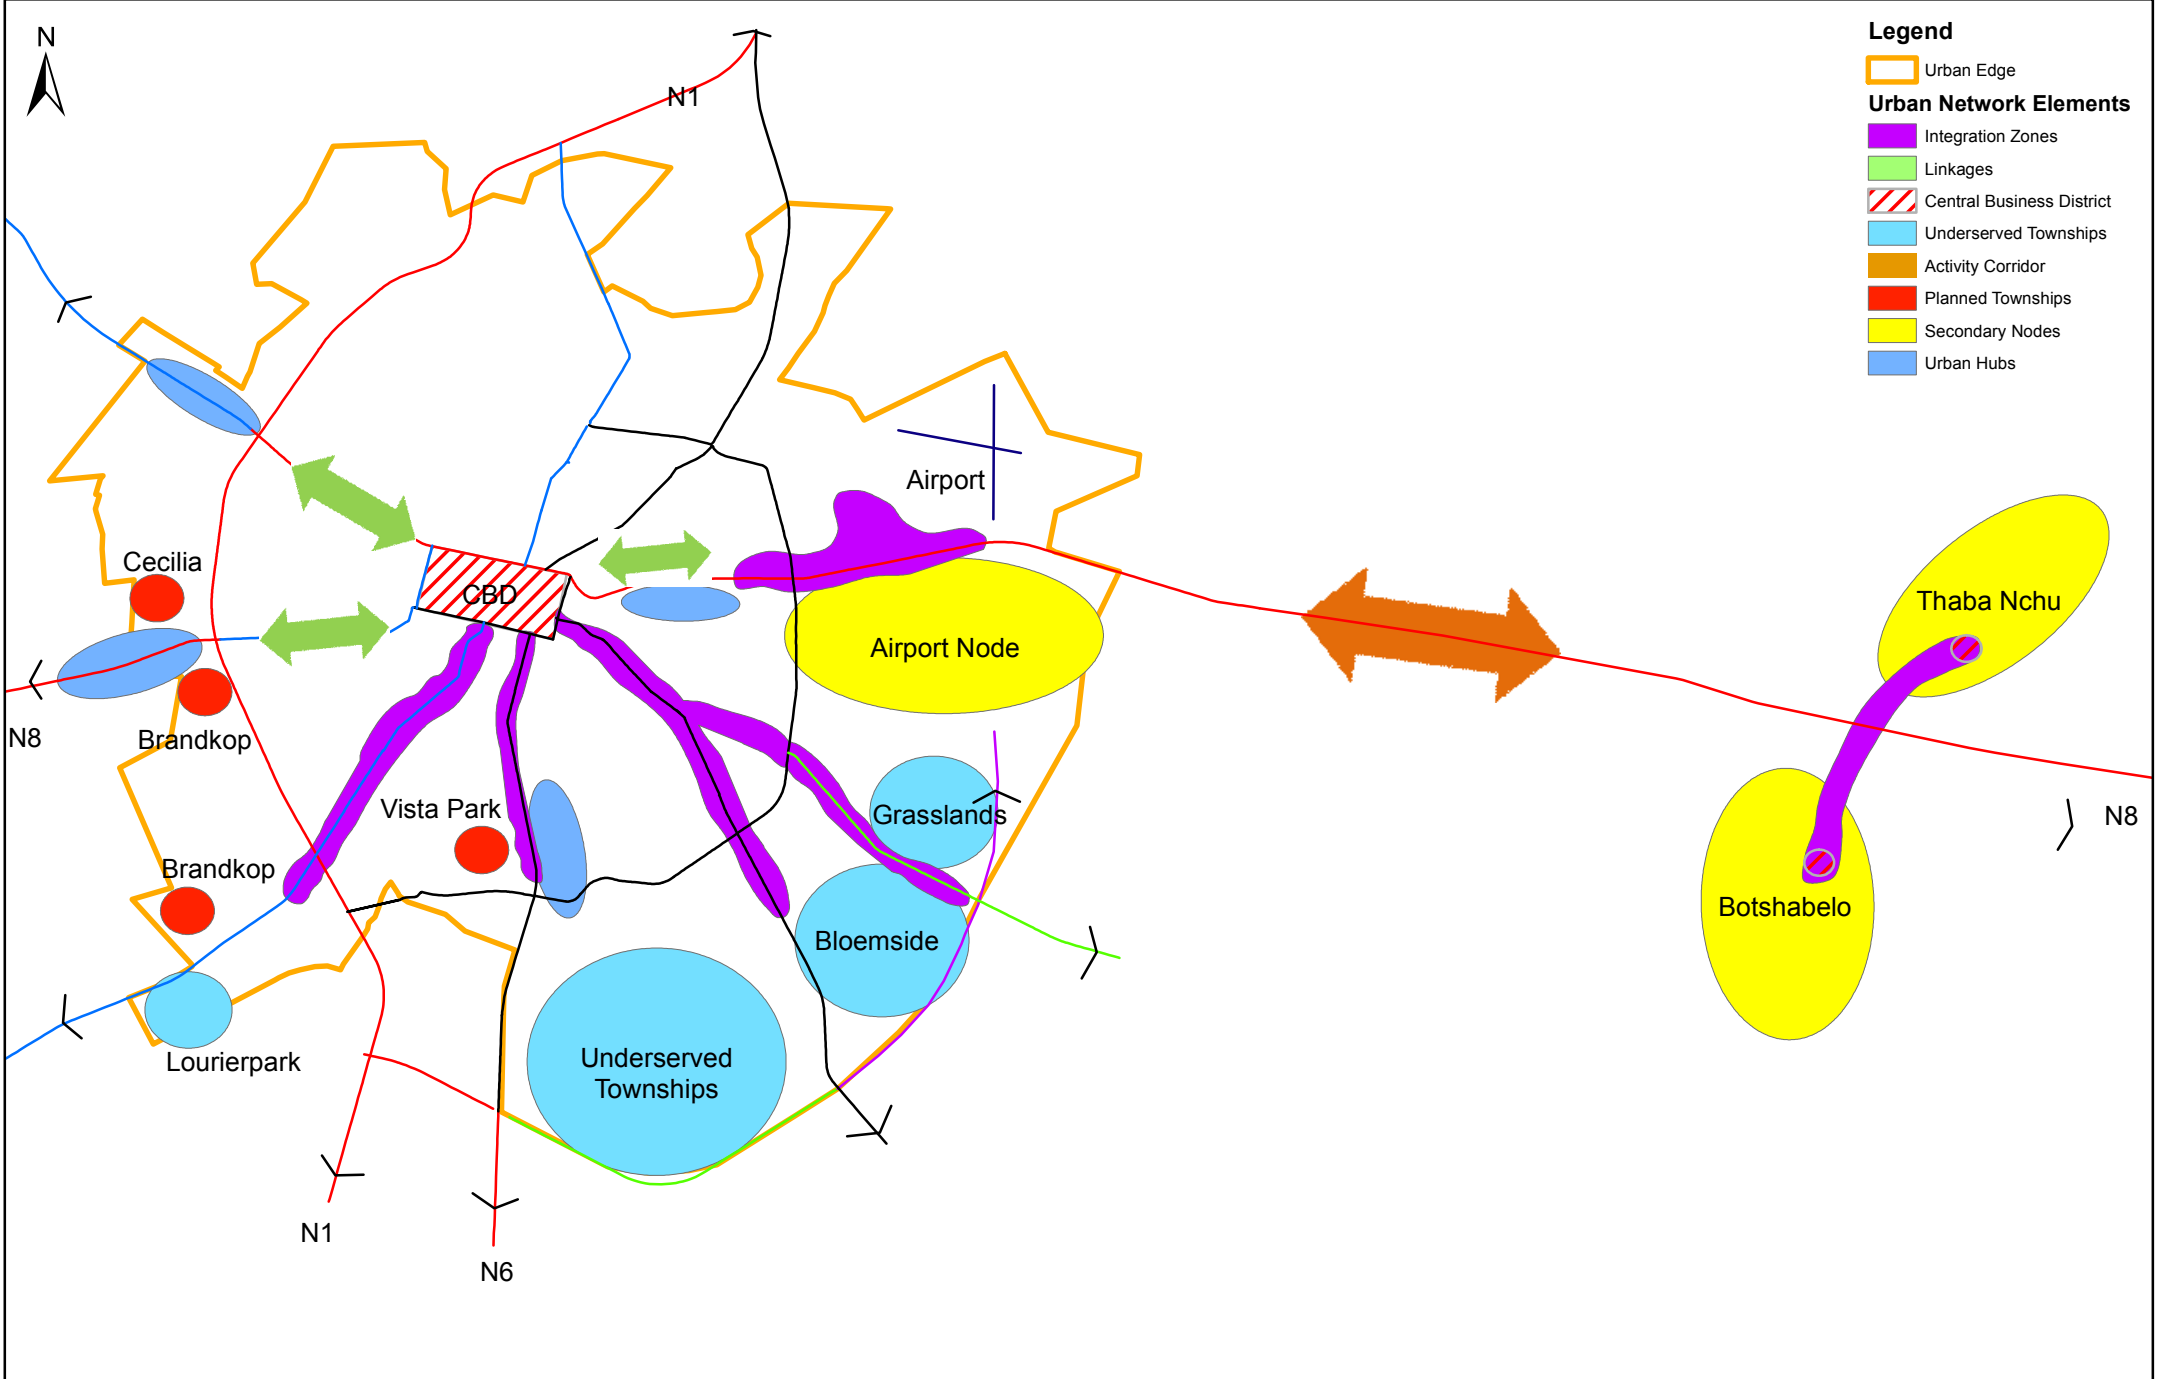 N
N1
Legend
Urban Edge
Urban Network Elements
Integration Zones
Linkages
Central Business District
Underserved Townships
Activity Corridor
Planned Townships
Secondary Nodes
Urban Hubs
Airport
Cecilia
CBD
Thaba Nchu
Airport Node
N8
Brandkop
Vista Park
Grasslands
N8
Brandkop
Botshabelo
Bloemside
Lourierpark
Underserved
Townships
N1
N6